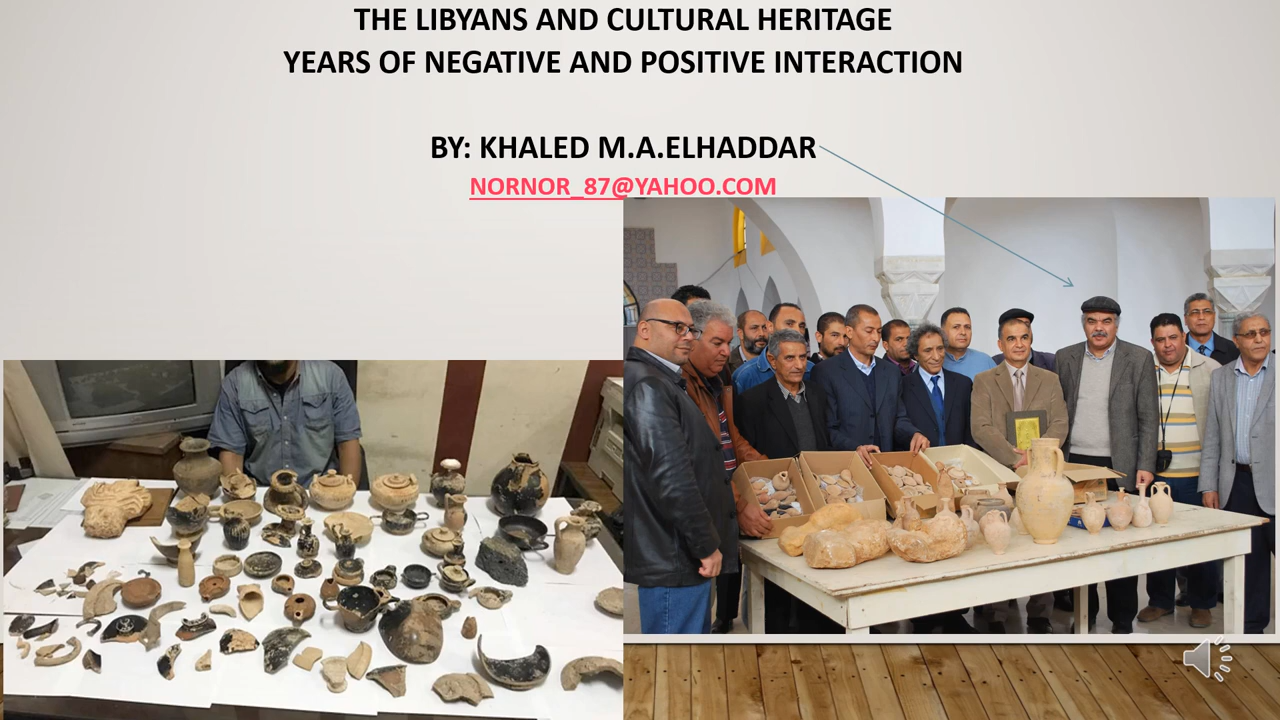 THE LIBYANS AND CULTURAL HERITAGE
YEARS OF NEGATIVE AND POSITIVE INTERACTION
BY: KHALED M.A.ELHADDAR
NORNOR_87@YAHOO.COM